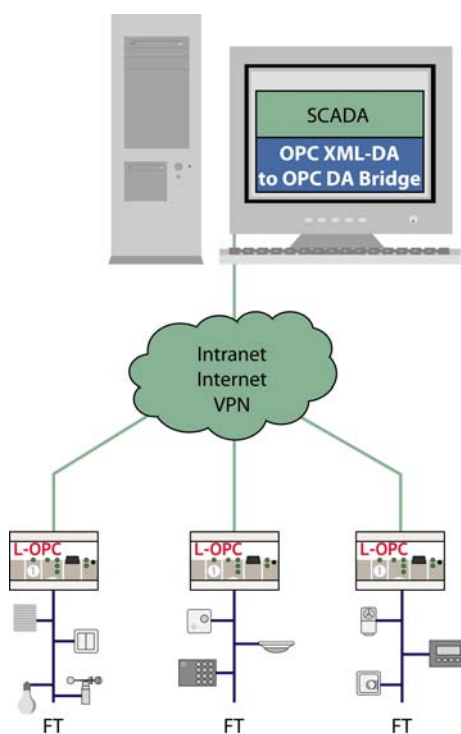 SCADA
OPC XML-DA
to OPC DA Bridge
Intranet
Internet
VPN
L-OPC
L-OPC
L-OPC
FT
FT
FT